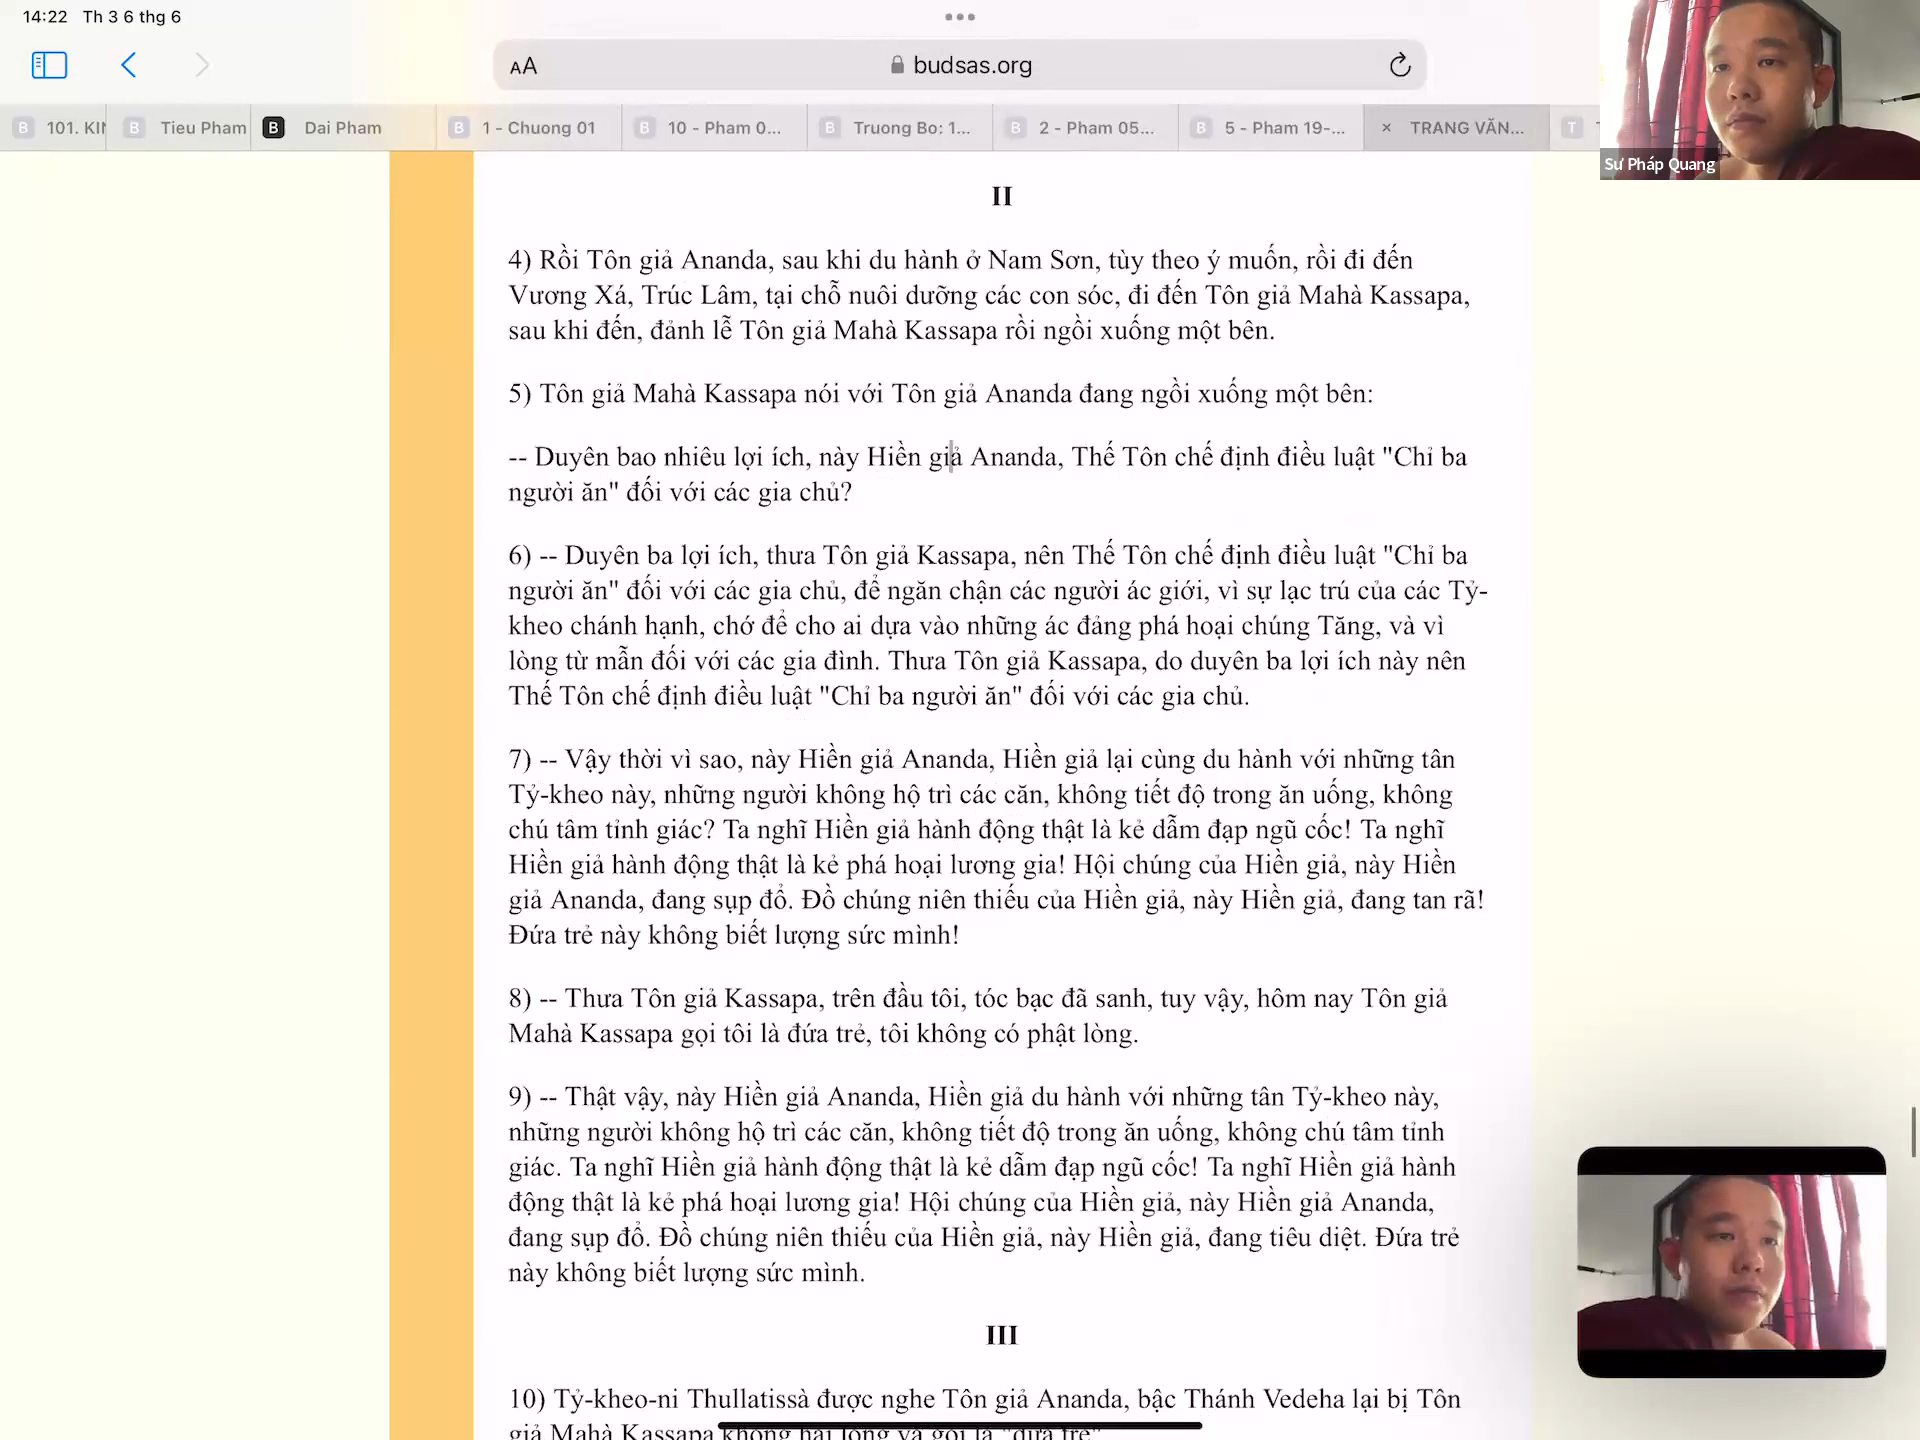 14:22 Th 3 6 thg 6
AA budsas.org
101. KIN
Tieu Pham
Dai Pham
1 - Chuong 01
10 - Pham 0...
Truong Bo: 1...
2 - Pham 05...
5 - Pham 19-...
TRANG VĂN...
Sư Pháp Quang
II
4) Rồi Tôn giả Ananda, sau khi du hành ở Nam Sơn, tùy theo ý muốn, rồi đi đến
Vương Xá, Trúc Lâm, tại chỗ nuôi dưỡng các con sóc, đi đến Tôn giả Mahà Kassapa,
sau khi đến, đảnh lễ Tôn giả Mahà Kassapa rồi ngồi xuống một bên.
5) Tôn giả Mahà Kassapa nói với Tôn giả Ananda đang ngồi xuống một bên:
-- Duyên bao nhiêu lợi ích, này Hiền giả Ananda, Thế Tôn chế định điều luật "Chỉ ba
người ăn" đối với các gia chủ?
6) -- Duyên ba lợi ích, thưa Tôn giả Kassapa, nên Thế Tôn chế định điều luật "Chỉ ba
người ăn" đối với các gia chủ, để ngăn chận các người ác giới, vì sự lạc trú của các Tỷ-
kheo chánh hạnh, chớ để cho ai dựa vào những ác đảng phá hoại chúng Tăng, và vì
lòng từ mẫn đối với các gia đình. Thưa Tôn giả Kassapa, do duyên ba lợi ích này nên
Thế Tôn chế định điều luật "Chỉ ba người ăn" đối với các gia chủ.
7) -- Vậy thời vì sao, này Hiền giả Ananda, Hiền giả lại cùng du hành với những tân
Tỷ-kheo này, những người không hộ trì các căn, không tiết độ trong ăn uống, không
chú tâm tỉnh giác? Ta nghĩ Hiền giả hành động thật là kẻ dẫm đạp ngũ cốc! Ta nghĩ
Hiền giả hành động thật là kẻ phá hoại lương gia! Hội chúng của Hiền giả, này Hiền
giả Ananda, đang sụp đổ. Đồ chúng niên thiếu của Hiền giả, này Hiền giả, đang tan rã!
Đứa trẻ này không biết lượng sức mình!
8) -- Thưa Tôn giả Kassapa, trên đầu tôi, tóc bạc đã sanh, tuy vậy, hôm nay Tôn giả
Mahà Kassapa gọi tôi là đứa trẻ, tôi không có phật lòng.
9) -- Thật vậy, này Hiền giả Ananda, Hiền giả du hành với những tân Tỷ-kheo này,
những người không hộ trì các căn, không tiết độ trong ăn uống, không chú tâm tỉnh
giác. Ta nghĩ Hiền giả hành động thật là kẻ dẫm đạp ngũ cốc! Ta nghĩ Hiền giả hành
động thật là kẻ phá hoại lương gia! Hội chúng của Hiền giả, này Hiền giả Ananda,
đang sụp đổ. Đồ chúng niên thiếu của Hiền giả, này Hiền giả, đang tiêu diệt. Đứa trẻ
này không biết lượng sức mình.
III
10) Tỷ-kheo-ni Thullatissà được nghe Tôn giả Ananda, bậc Thánh Vedeha lại bị Tôn
giả Mahà Kassapa không hài lòng và gọi là "đứa trẻ"